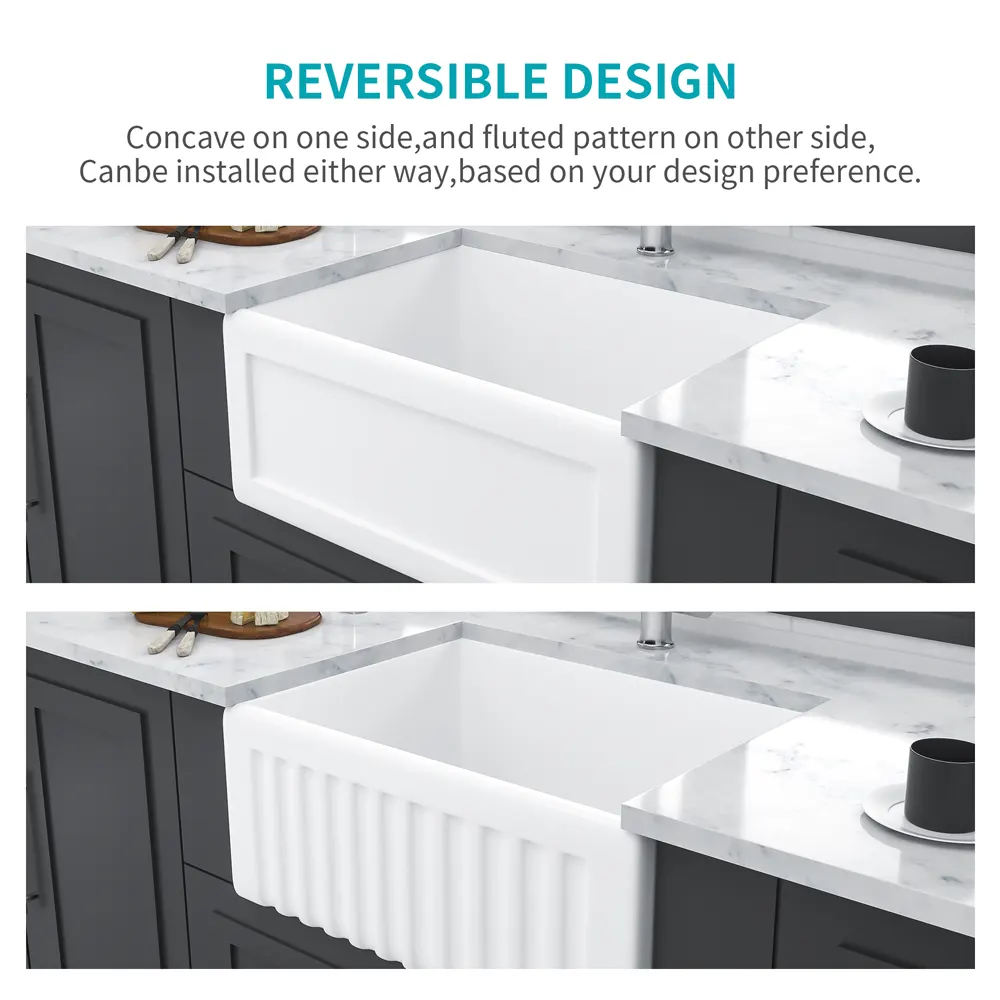 REVERSIBLE DESIGN
Concave on one side,and fluted pattern on other side,
Canbe installed either way,based on your design preference.